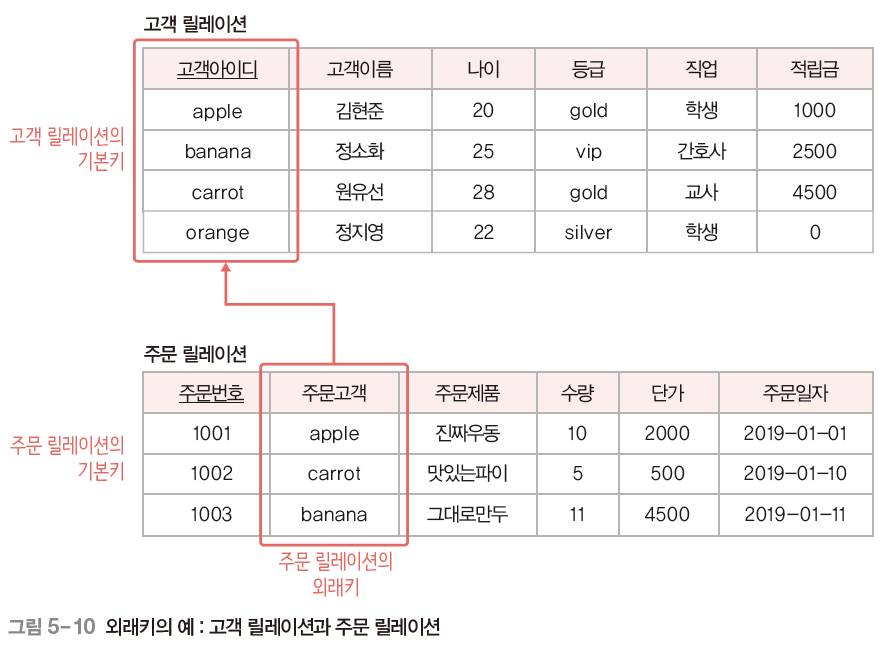 고객 릴레이션
고객아이디 고객이름 나이 등급 직업 적립금
apple 김현준 20 gold 학생 1000
banana 정소화 25 vip 간호사 2500
carrot 원유선 28 gold 교사 4500
orange 정지영 22 silver 학생 0
고객 릴레이션의
기본키
주문 릴레이션
주문번호 주문고객 주문제품 수량 단가 주문일자
1001 apple 진짜우동 10 2000 2019-01-01
1002 carrot 맛있는파이 5 500 2019-01-10
1003 banana 그대로만두 11 4500 2019-01-11
주문 릴레이션의
기본키
주문 릴레이션의
외래키
그림 5-10 외래키의 예 : 고객 릴레이션과 주문 릴레이션